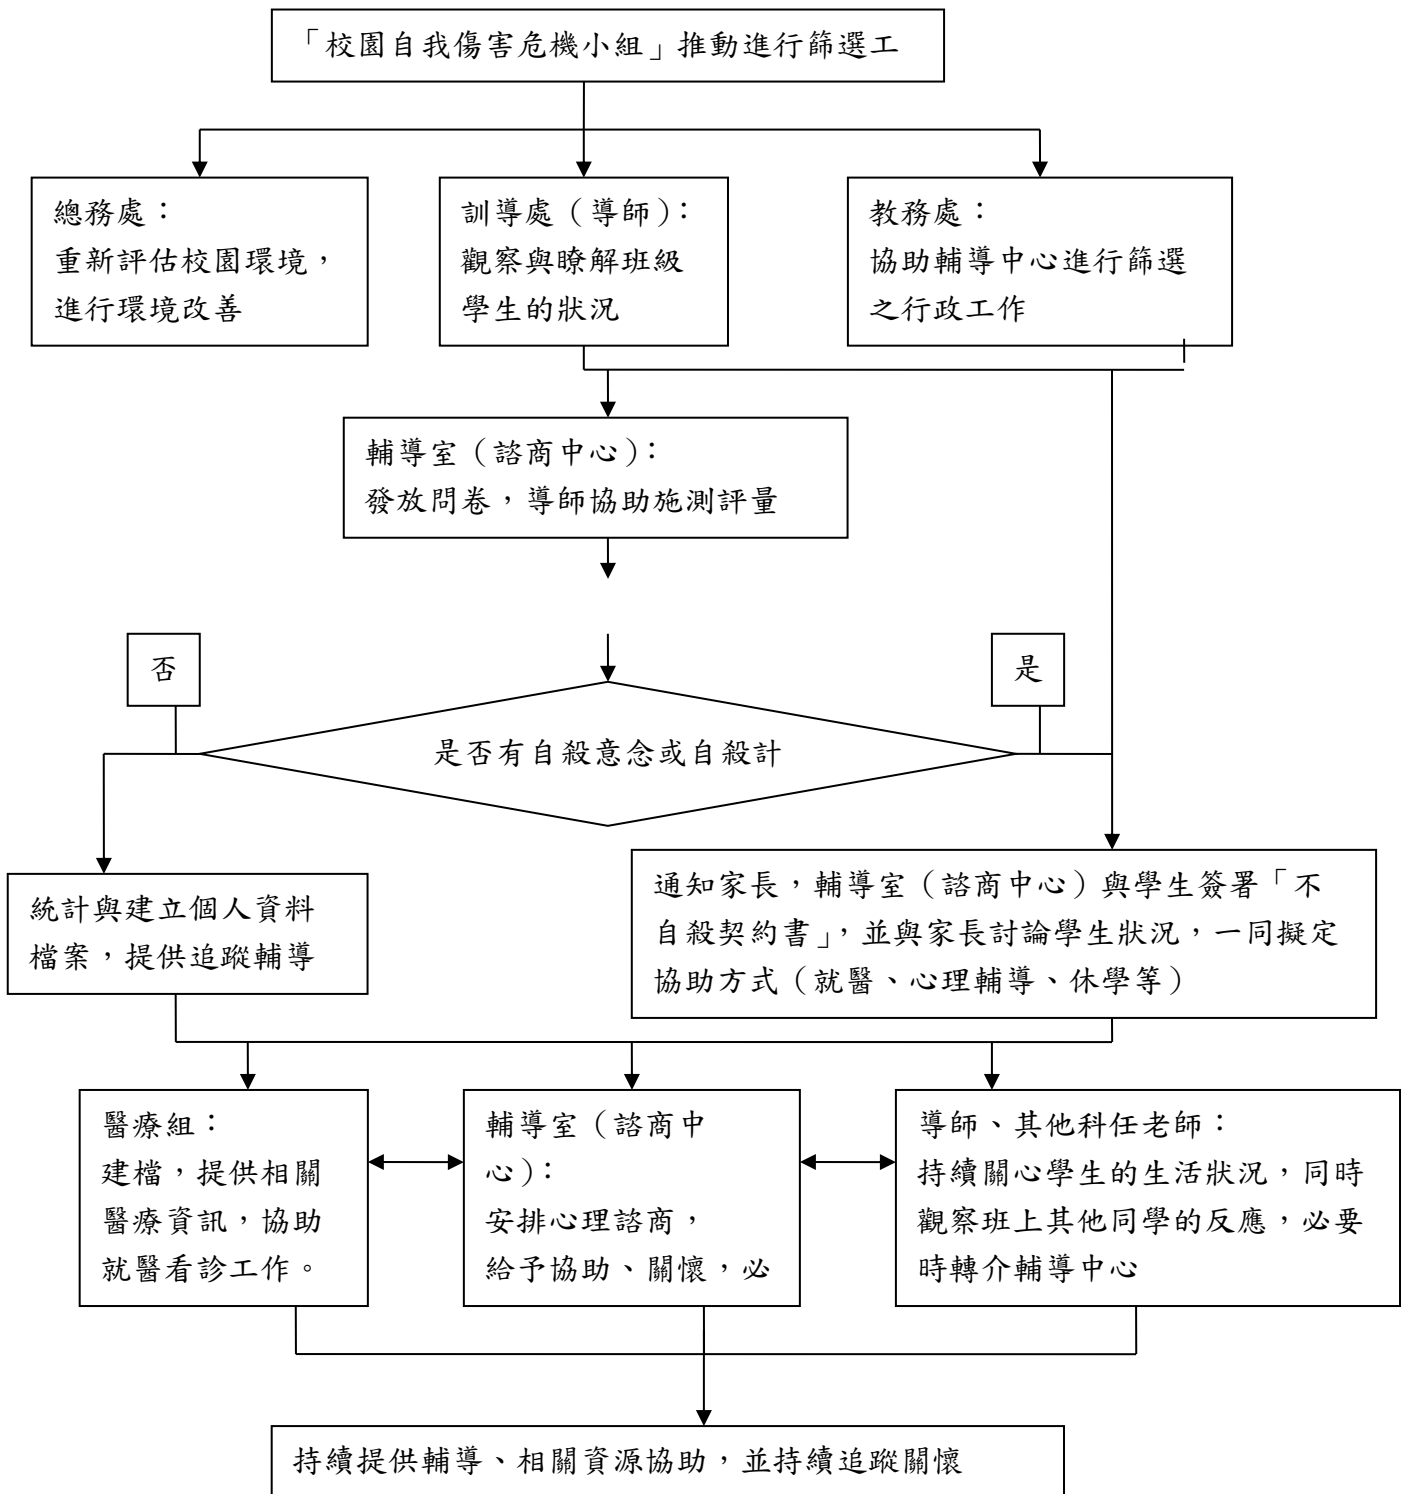 「校園自我傷害危機小組」推動進行篩選工
總務處：
重新評估校園環境，
進行環境改善
訓導處（導師）：
觀察與瞭解班級
學生的狀況
教務處：
協助輔導中心進行篩選
之行政工作
輔導室（諮商中心）：
發放問卷，導師協助施測評量
否
是
是否有自殺意念或自殺計
統計與建立個人資料
檔案，提供追蹤輔導
通知家長，輔導室（諮商中心）與學生簽署「不
自殺契約書」，並與家長討論學生狀況，一同擬定
協助方式（就醫、心理輔導、休學等）
醫療組：
建檔，提供相關
醫療資訊，協助
就醫看診工作。
輔導室（諮商中
心）：
安排心理諮商，
給予協助、關懷，必
導師、其他科任老師：
持續關心學生的生活狀況，同時
觀察班上其他同學的反應，必要
時轉介輔導中心
持續提供輔導、相關資源協助，並持續追蹤關懷